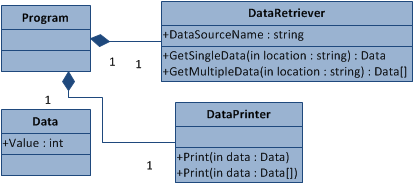 Program
DataRetriever
+DataSourceName : string
+GetSingleData(in location : string) : Data
+GetMultipleData(in location : string) : Data[]
1
1
1
Data
+Value : int
DataPrinter
+Print(in data : Data)
+Print(in data : Data[])
1